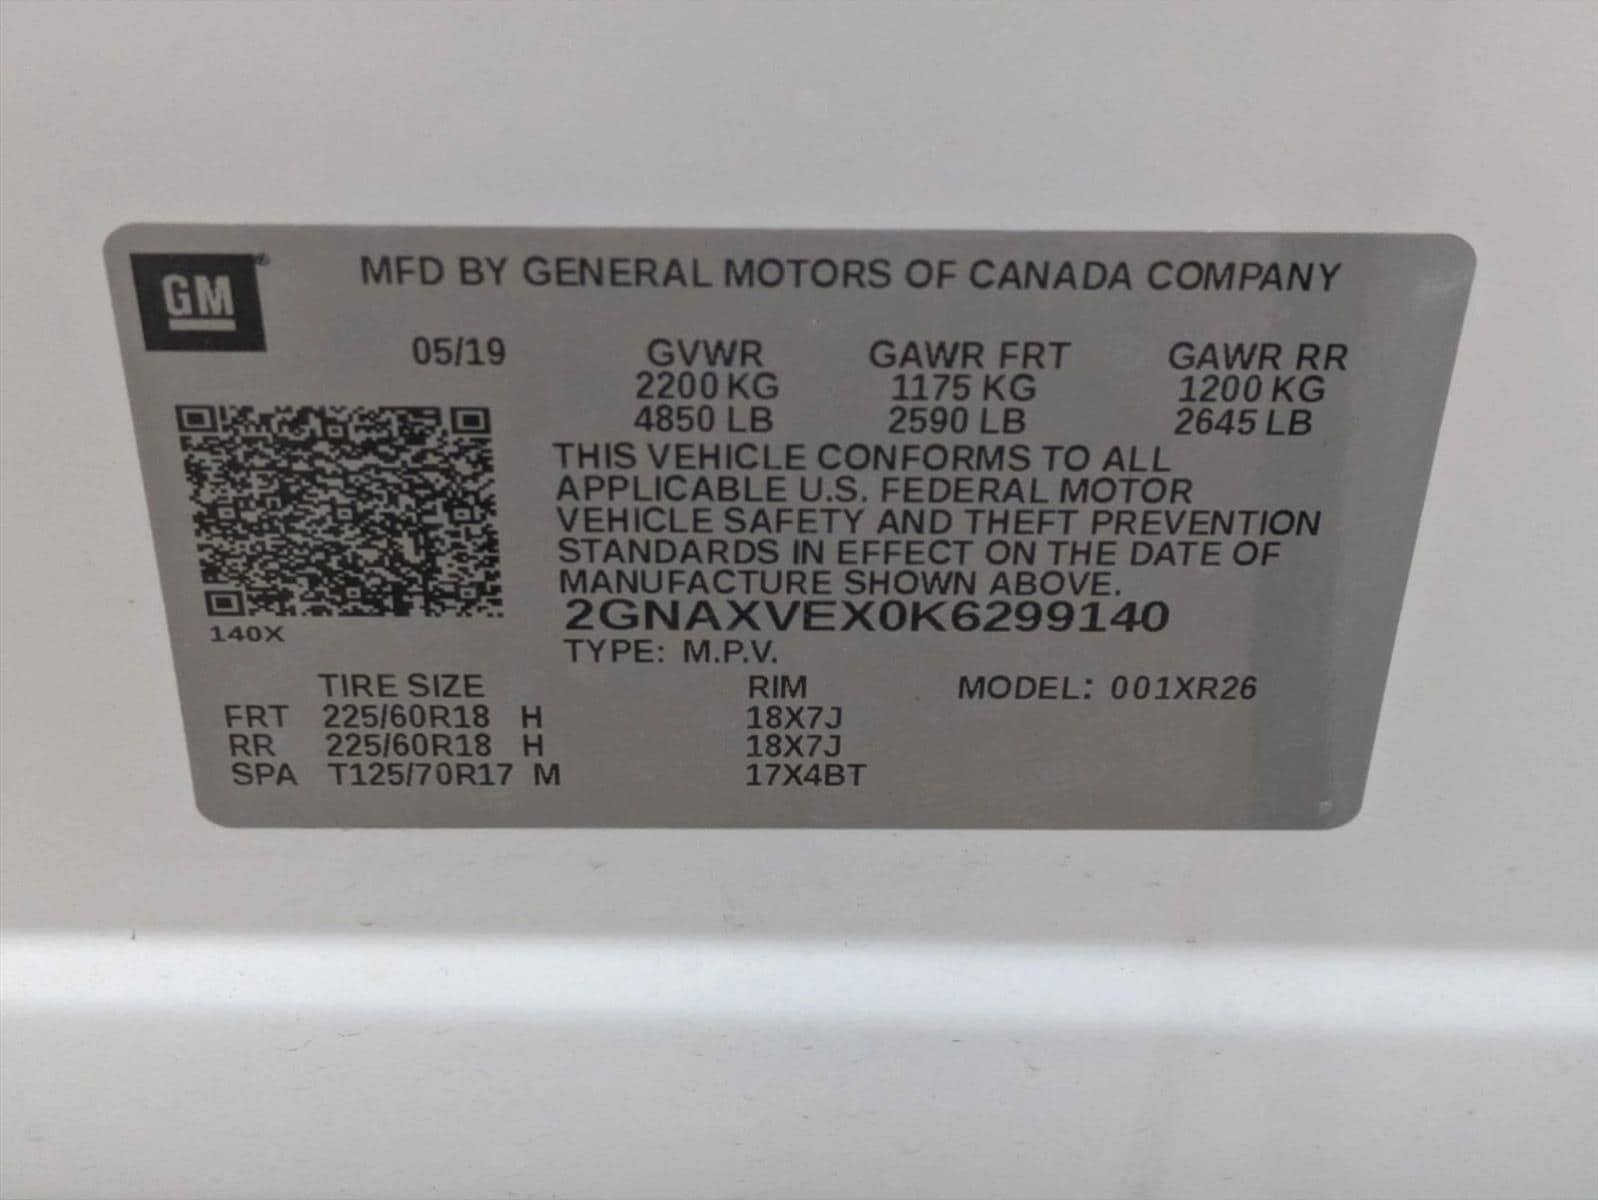 GM
MFD BY GENERAL MOTORS OF CANADA COMPANY
05/19 GVWR GAWR FRT GAWR RR
2200 KG 1175 KG 1200 KG
4850 LB 2590 LB 2645 LB
THIS VEHICLE CONFORMS TO ALL
APPLICABLE U.S. FEDERAL MOTOR
VEHICLE SAFETY AND THEFT PREVENTION
STANDARDS IN EFFECT ON THE DATE OF
MANUFACTURE SHOWN ABOVE.
2GNAXVEX0K6299140
140X
TYPE: M.P.V.
TIRE SIZE RIM MODEL: 001XR26
FRT 225/60R18 H 18X7J
RR 225/60R18 H 18X7J
SPA T125/70R17 M 17X4BT